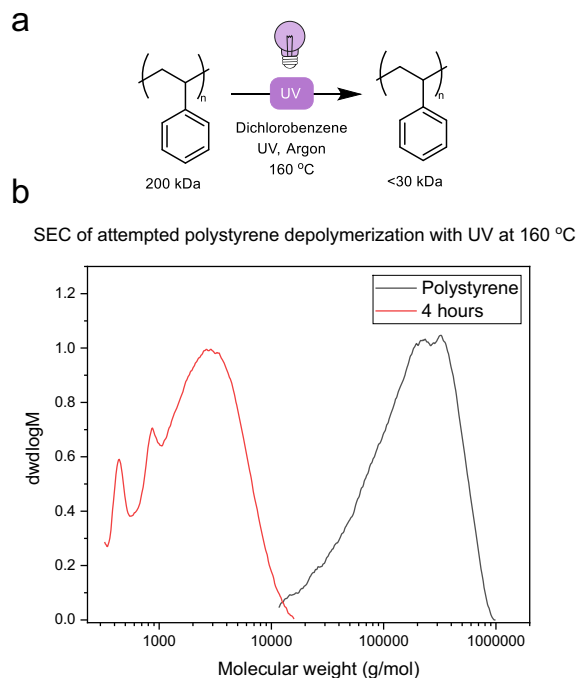 a
n
UV
n
Dichlorobenzene
UV, Argon
160 °C
200 kDa
<30 kDa
b
SEC of attempted polystyrene depolymerization with UV at 160 °C
Polystyrene
4 hours
1.2
1.0
0.8
0.6
0.4
0.2
0.0
dwdlogM
1000 10000 100000 1000000
Molecular weight (g/mol)